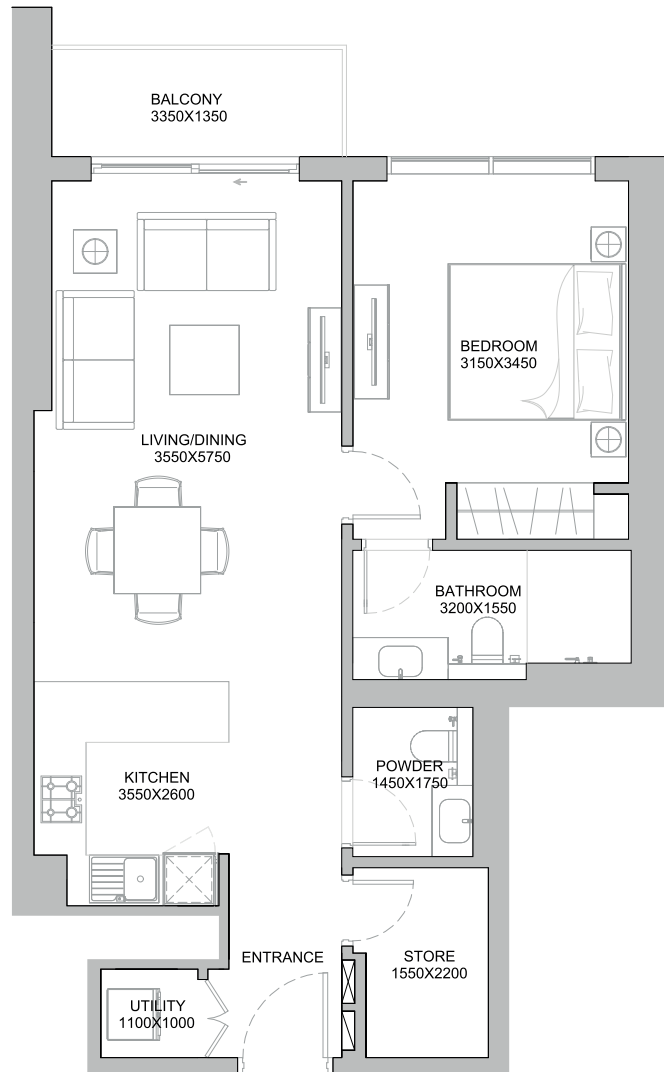 BALCONY
3350X1350
BEDROOM
3150X3450
LIVING/DINING
3550X5750
BATHROOM
3200X1550
POWDER
1450X1750
KITCHEN
3550X2600
ENTRANCE
STORE
1550X2200
UTILITY
1100X1000